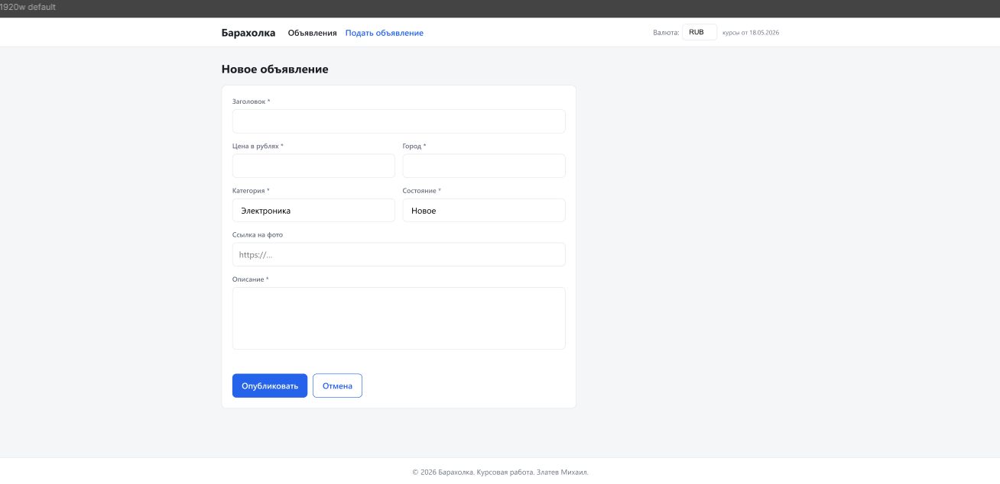 1920w default
Барахолка Объявления Подать объявление Валюта: RUB курсы от 18.05.2026
Новое объявление
Заголовок *
Цена в рублях * Город *
Категория * Состояние *
Электроника Новое
Ссылка на фото
https://...
Описание *
Опубликовать Отмена
© 2026 Барахолка. Курсовая работа. Златев Михаил.